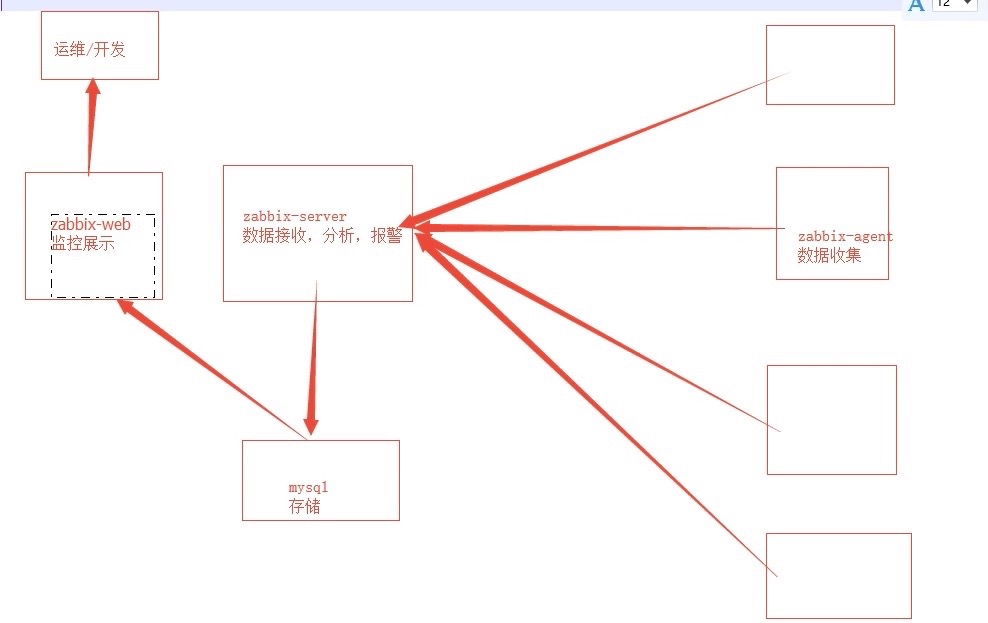 A 12
运维/开发
zabbix-web
监控展示
zabbix-server
数据接收，分析，报警
zabbix-agent
数据收集
mysql
存储